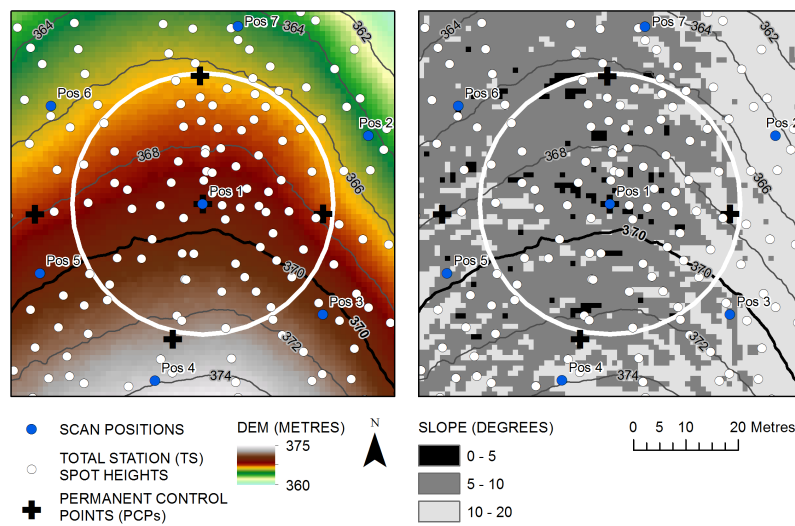 364
Pos 7
362
Pos 6
Pos 2
368
366
Pos 1
370
Pos 5
Pos 3
370
372
Pos 4
374
364
Pos 7
362
Pos 6
Pos 2
368
366
Pos 1
370
370
Pos 5
Pos 3
372
Pos 4
374
SCAN POSITIONS
TOTAL STATION (TS)
SPOT HEIGHTS
PERMANENT CONTROL
POINTS (PCPs)
DEM (METRES)
375
360
N
SLOPE (DEGREES)
0 - 5
5 - 10
10 - 20
0 10 20 Metres